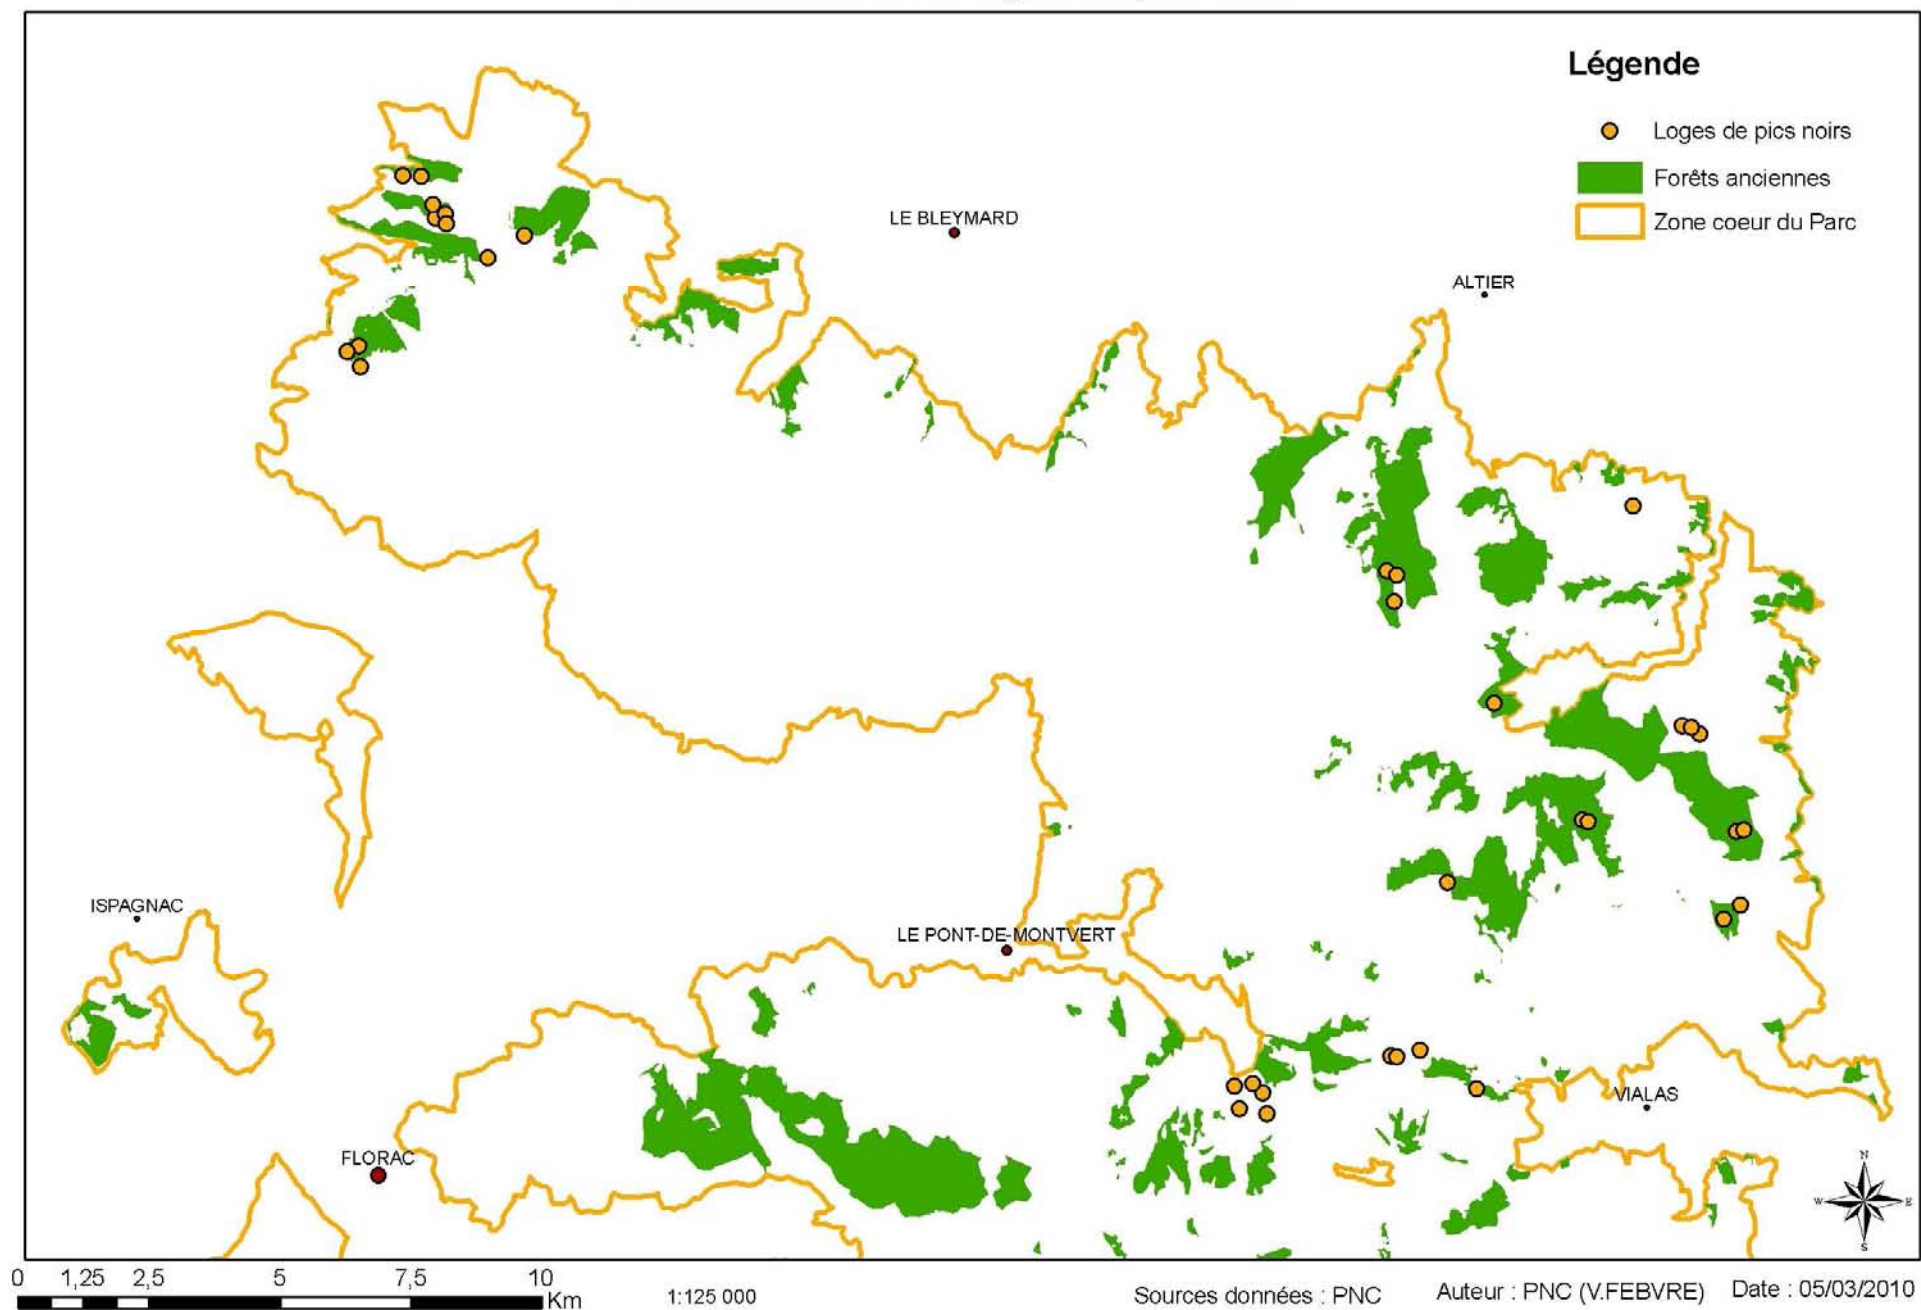 Légende
Loges de pics noirs
Forêts anciennes
Zone coeur du Parc
LE BLEYMARD
ALTIER
ISPAGNAC
LE PONT-DE-MONTVERT
VIALAS
FLORAC
N
W E
S
0 1,25 2,5 5 7,5 10
Km
1:125 000
Sources données : PNC
Auteur : PNC (V.FEBVRE)
Date : 05/03/2010